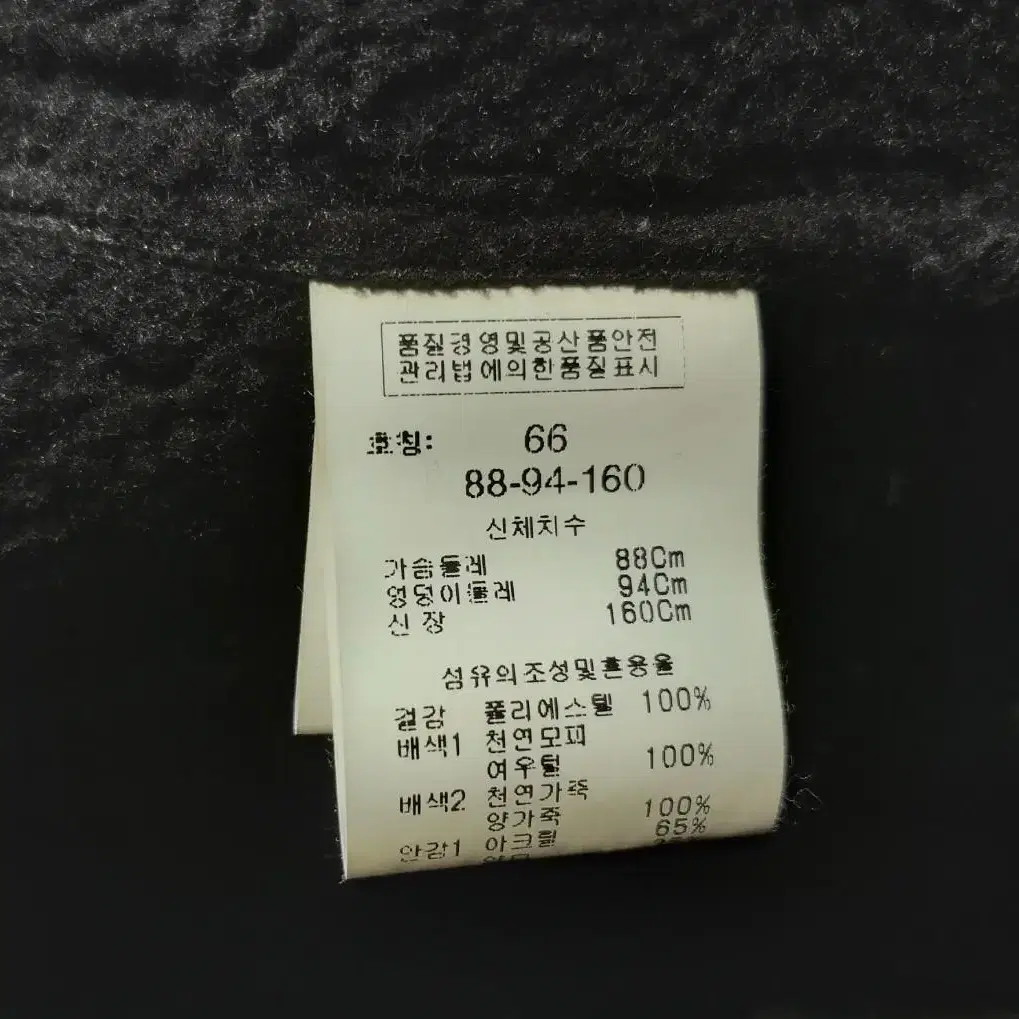 품질경영및공산품안전
관리법에의한품질표시
호칭: 66
88-94-160
신체치수
가슴둘레 88Cm
엉덩이둘레 94Cm
신장 160Cm
섬유의조성및혼용율
겉감 폴리에스텔 100%
배색1 천연모피
여우털 100%
배색2 천연가죽
양가죽 100%
안감1 아크릴 65%